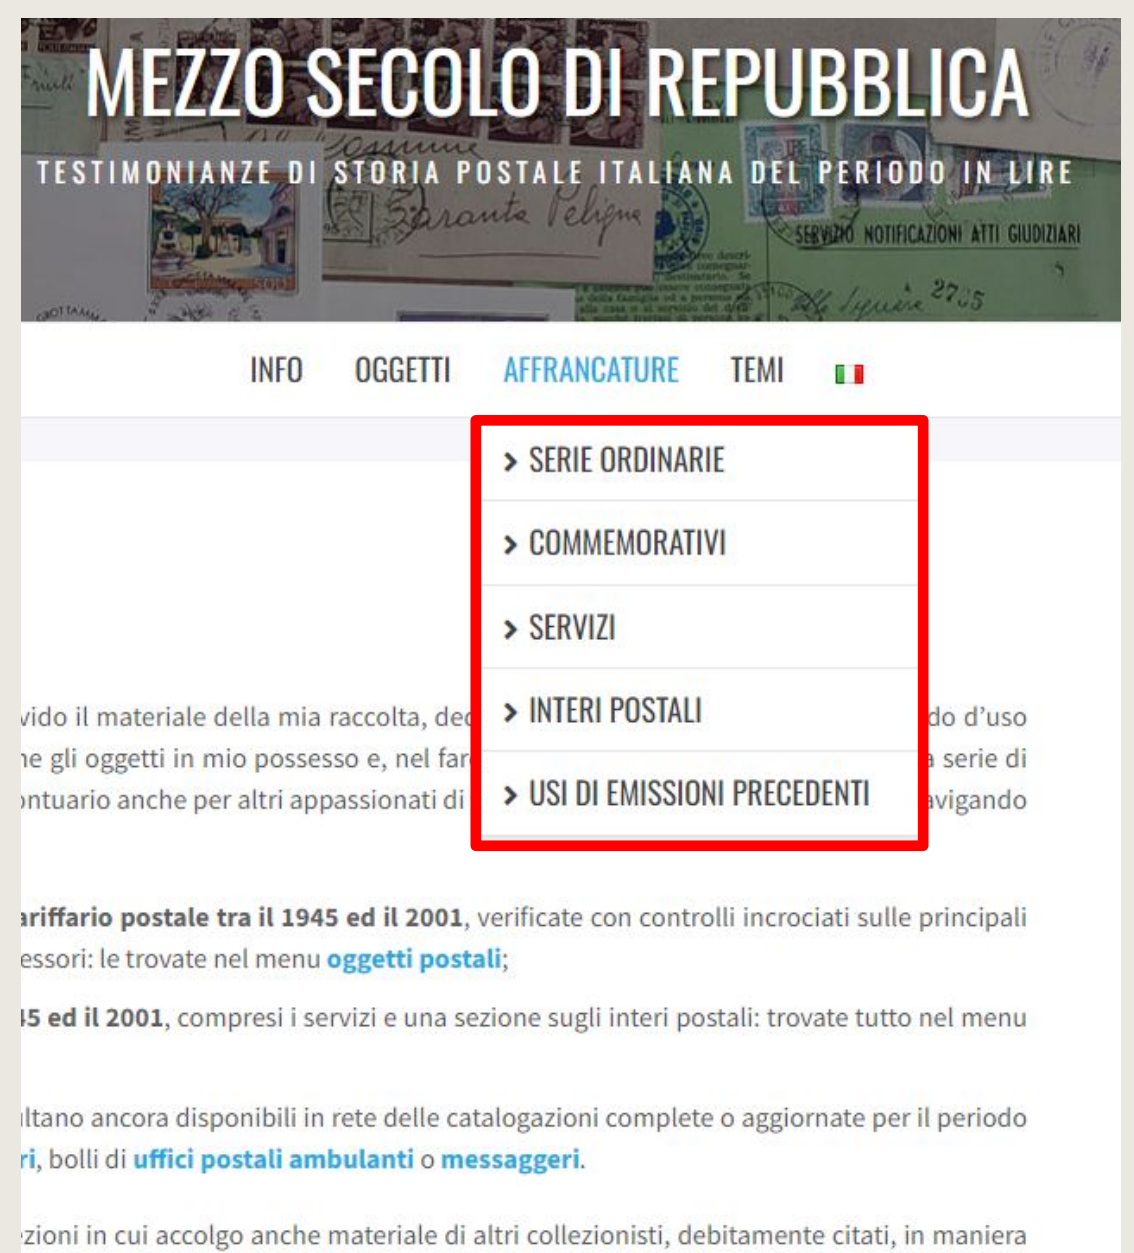 MEZZO SECOLO DI REPUBBLICA
TESTIMONIANZE DI STORIA POSTALE ITALIANA DEL PERIODO IN LIRE
SERVIZIO NOTIFICAZIONI ATTI GIUDIZIARI
INFO OGGETTI AFFRANCATURE TEMI
SERIE ORDINARIE
COMMEMORATIVI
SERVIZI
INTERI POSTALI
USI DI EMISSIONI PRECEDENTI
vido il materiale della mia raccolta, dec do d'uso
ne gli oggetti in mio possesso e, nel far a serie di
ontuario anche per altri appassionati di avigando
ariffario postale tra il 1945 ed il 2001, verificate con controlli incrociati sulle principali
essori: le trovate nel menu oggetti postali;
45 ed il 2001, compresi i servizi e una sezione sugli interi postali: trovate tutto nel menu
ultano ancora disponibili in rete delle catalogazioni complete o aggiornate per il periodo
ri, bolli di uffici postali ambulanti o messaggeri.
ezioni in cui accolgo anche materiale di altri collezionisti, debitamente citati, in maniera